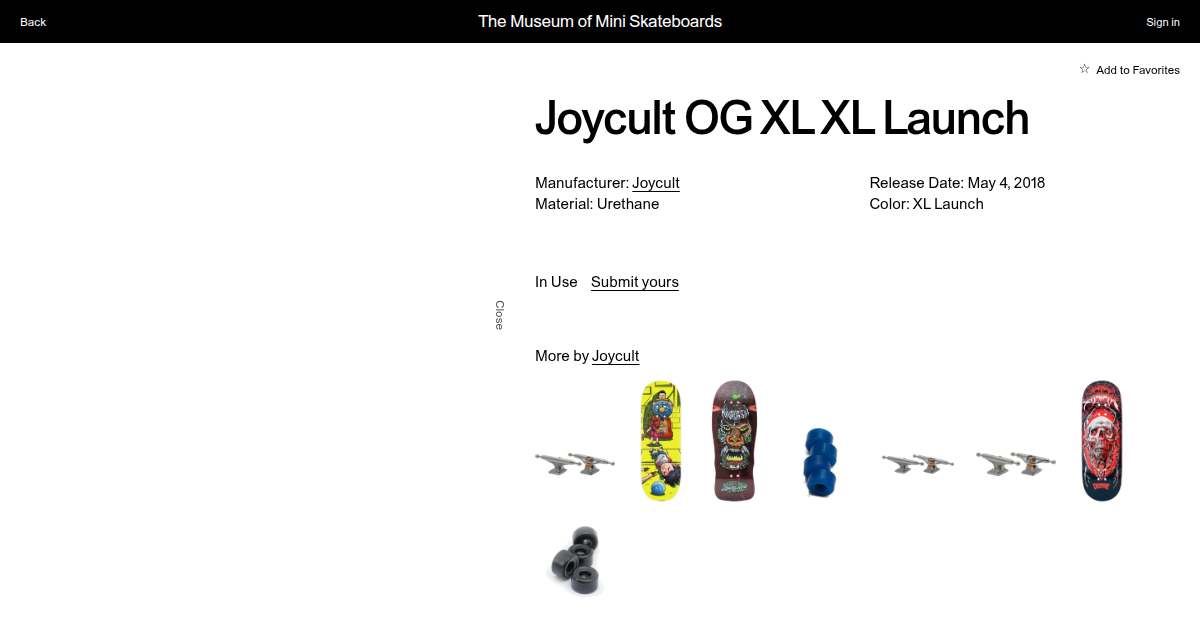 Back
The Museum of Mini Skateboards
Sign in
☆ Add to Favorites
Joycult OG XL XL Launch
Manufacturer: Joycult
Release Date: May 4, 2018
Material: Urethane
Color: XL Launch
In Use Submit yours
Close
More by Joycult